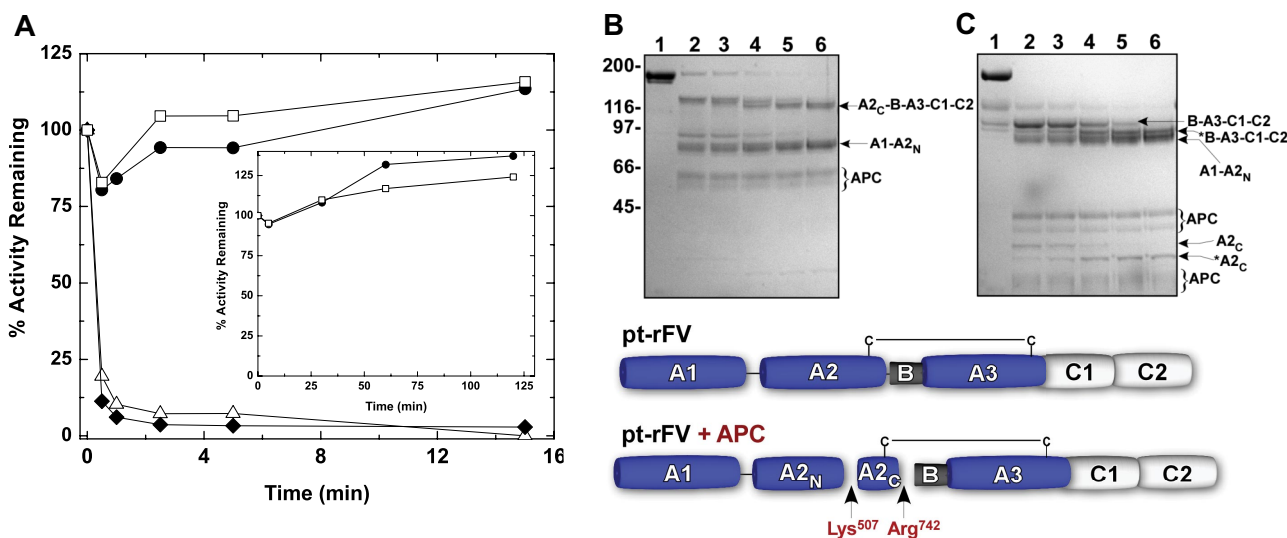 A
% Activity Remaining
125
100
75
50
25
0
0
4
8
12
16
Time (min)
% Activity Remaining
125
100
75
50
25
0
0
25
50
75
100
125
Time (min)
B
1 2 3 4 5 6
200-
116-
97-
66-
45-
A2C-B-A3-C1-C2
A1-A2N
}APC
C
1 2 3 4 5 6
B-A3-C1-C2
*B-A3-C1-C2
A1-A2N
}APC
A2C
*A2C
}APC
pt-rFV
C C
A1 A2 B A3 C1 C2
pt-rFV + APC
C C
A1 A2N A2C B A3 C1 C2
Lys507 Arg742